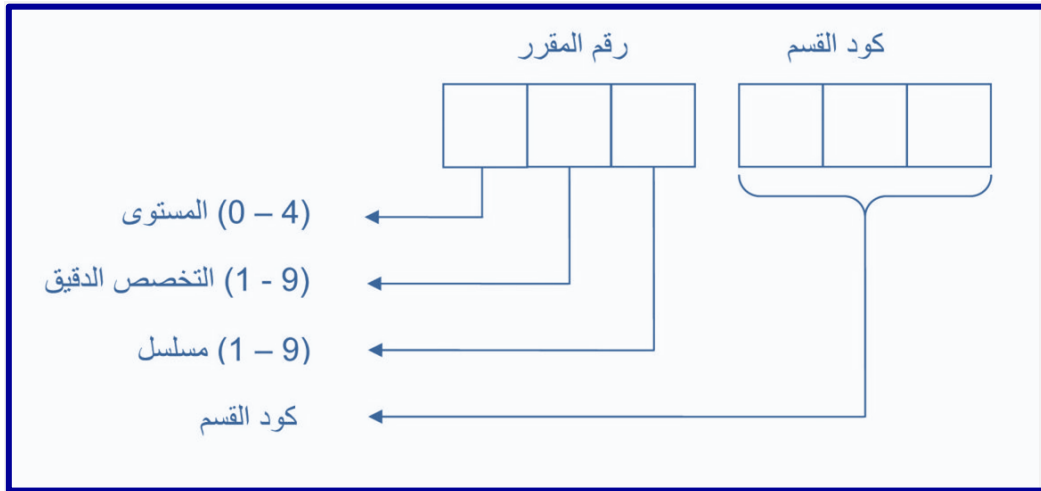 كود القسم
رقم المقرر
(0 – 4) المستوى
(1 - 9) التخصص الدقيق
(1 – 9) مسلسل
كود القسم